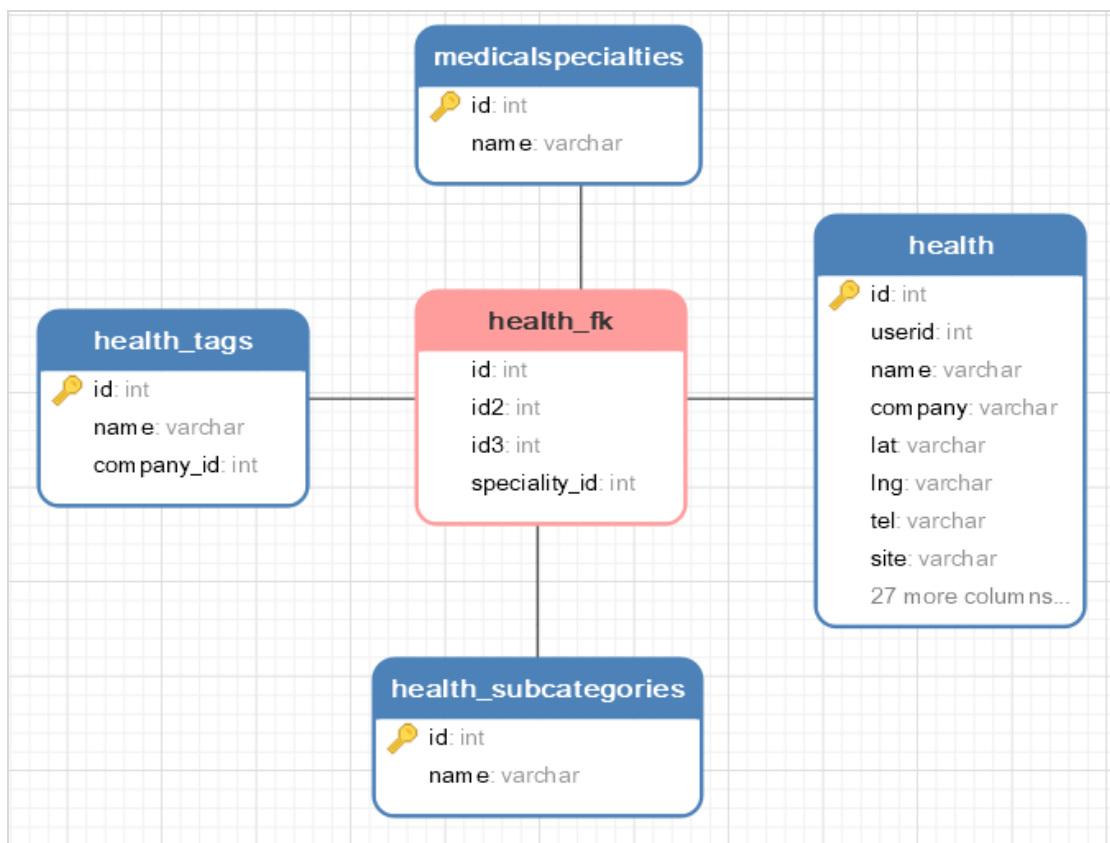 medicalspecialties
id: int
name: varchar
health
id: int
userid: int
name: varchar
company: varchar
lat: varchar
lng: varchar
tel: varchar
site: varchar
27 more columns...
health_fk
id: int
id2: int
id3: int
speciality_id: int
health_tags
id: int
name: varchar
company_id: int
health_subcategories
id: int
name: varchar